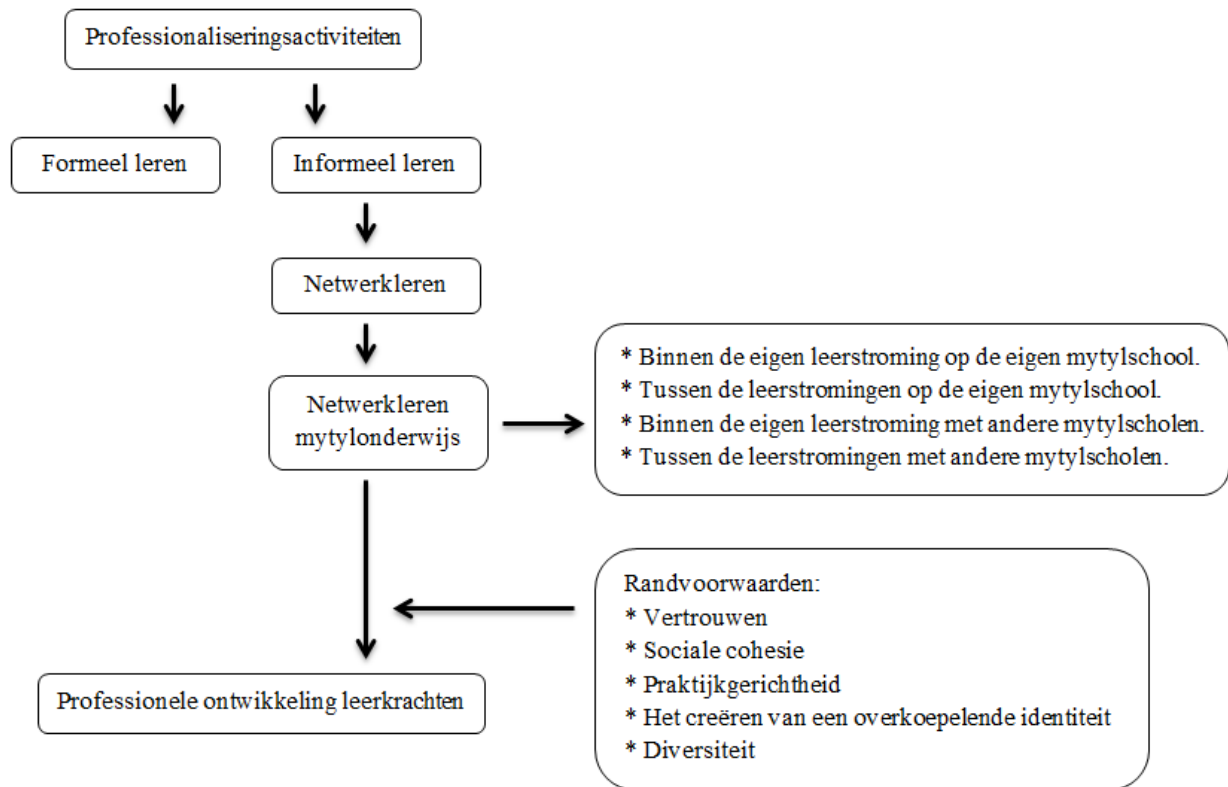 Professionaliseringsactiviteiten
Formeel leren
Informeel leren
Netwerkleren
Netwerkleren
mytylonderwijs
* Binnen de eigen leerstroming op de eigen mytylschool.
* Tussen de leerstromingen op de eigen mytylschool.
* Binnen de eigen leerstroming met andere mytylscholen.
* Tussen de leerstromingen met andere mytylscholen.
Randvoorwaarden:
* Vertrouwen
* Sociale cohesie
* Praktijkgerichtheid
* Het creëren van een overkoepelende identiteit
* Diversiteit
Professionele ontwikkeling leerkrachten